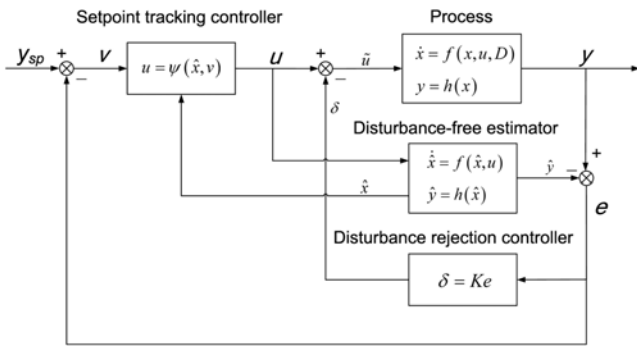 Setpoint tracking controller
Process
y_sp
+
−
v
u = ψ(x̂, v)
u
+
−
ũ
ẋ = f(x, u, D)
y = h(x)
y
δ
Disturbance-free estimator
x̂̇ = f(x̂, u)
ŷ = h(x̂)
x̂
ŷ
−
+
e
Disturbance rejection controller
δ = Ke